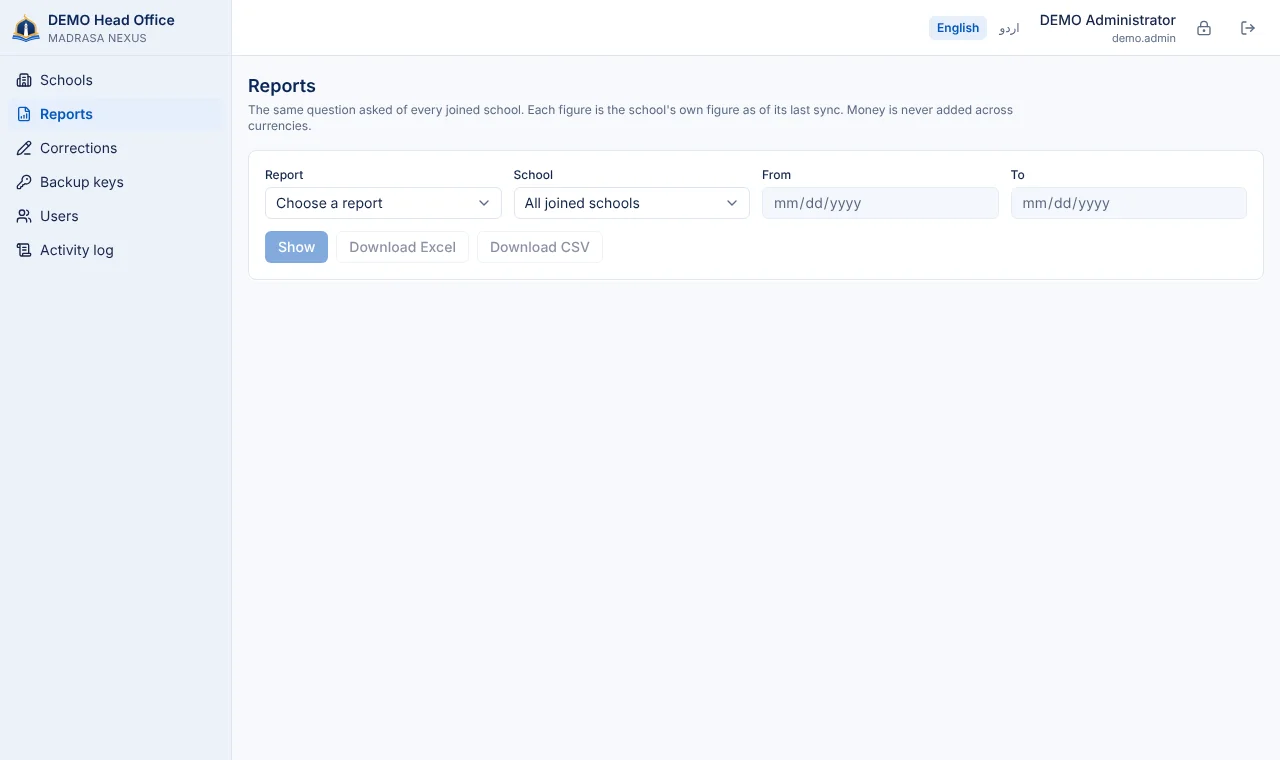 DEMO Head Office
MADRASA NEXUS
English
اردو
DEMO Administrator
demo.admin
Schools
Reports
Corrections
Backup keys
Users
Activity log
Reports
The same question asked of every joined school. Each figure is the school's own figure as of its last sync. Money is never added across
currencies.
Report
School
From
To
Choose a report
All joined schools
mm/dd/yyyy
mm/dd/yyyy
Show
Download Excel
Download CSV